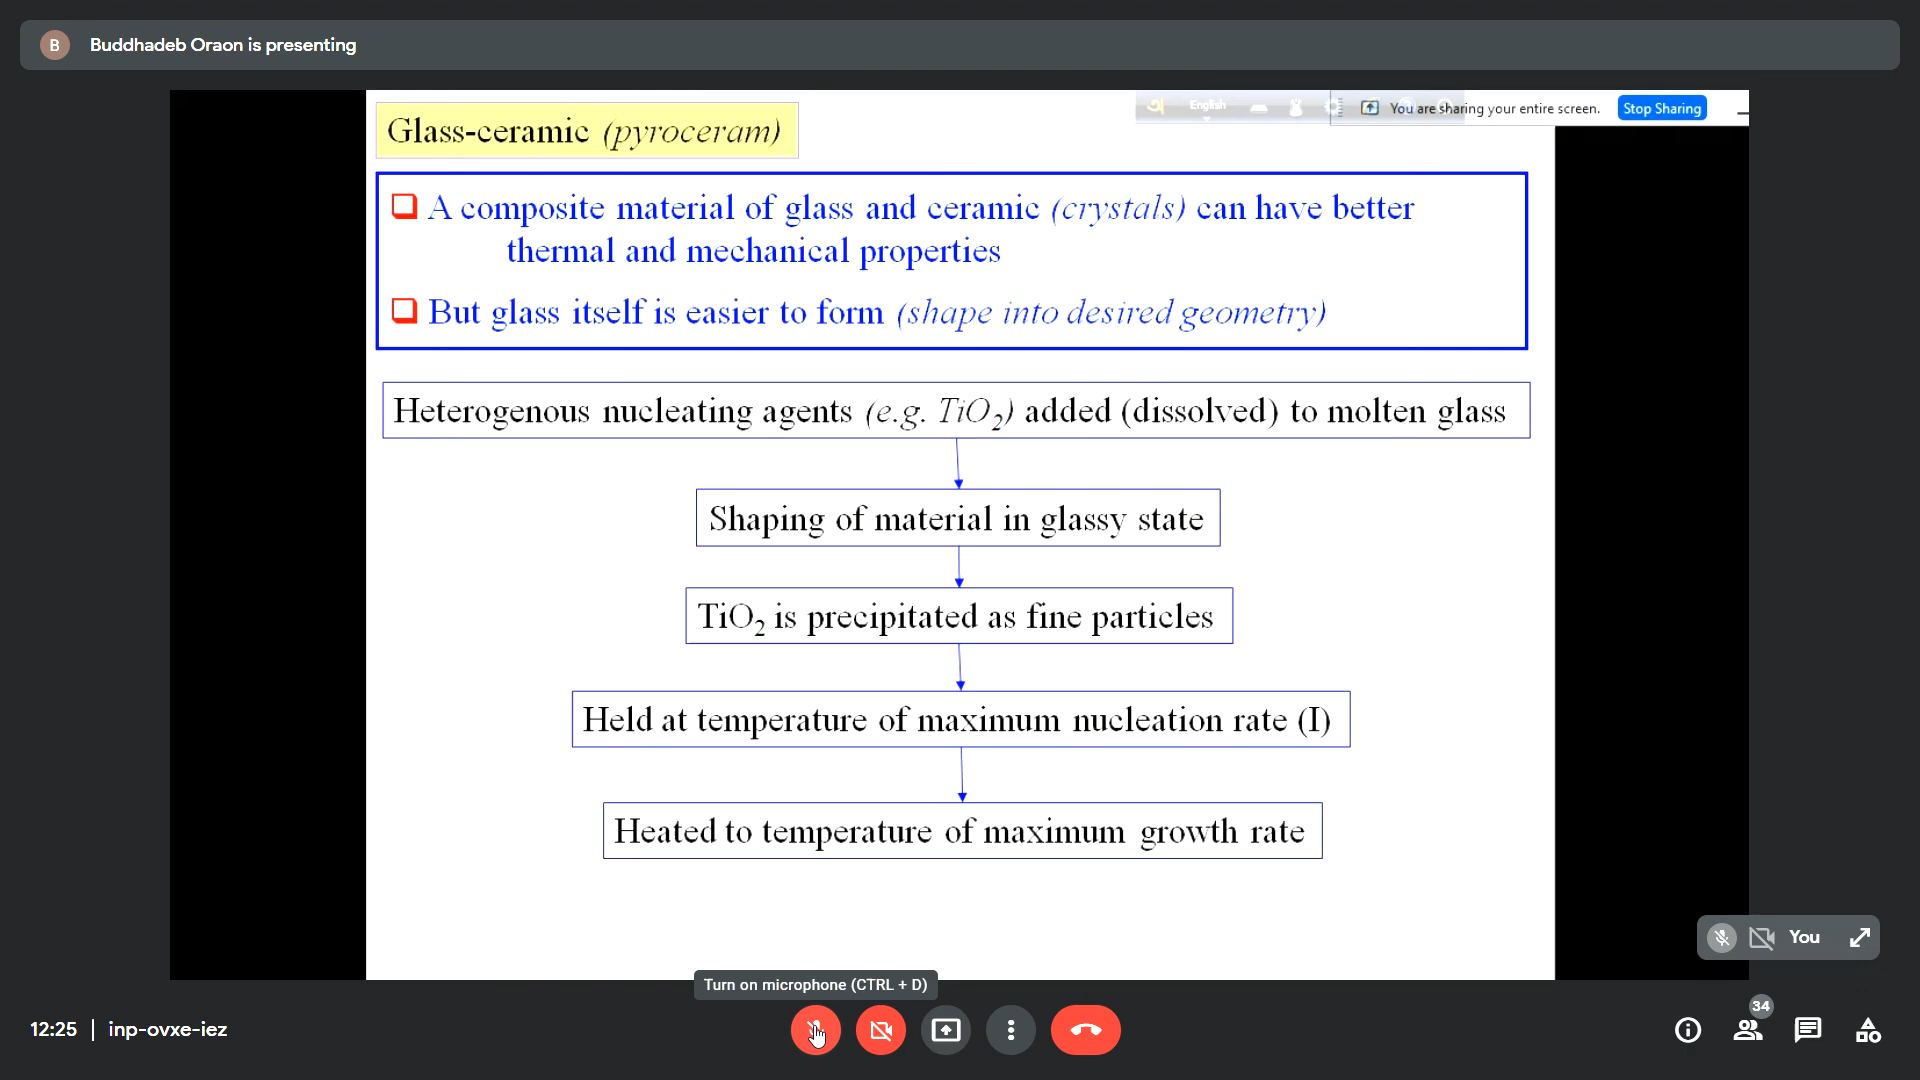 B
Buddhadeb Oraon is presenting
English
You are sharing your entire screen.
Stop Sharing
Glass-ceramic (pyroceram)
❑ A composite material of glass and ceramic (crystals) can have better
thermal and mechanical properties
❑ But glass itself is easier to form (shape into desired geometry)
Heterogenous nucleating agents (e.g. TiO₂) added (dissolved) to molten glass
Shaping of material in glassy state
TiO₂ is precipitated as fine particles
Held at temperature of maximum nucleation rate (I)
Heated to temperature of maximum growth rate
You
Turn on microphone (CTRL + D)
12:25 | inp-ovxe-iez
34